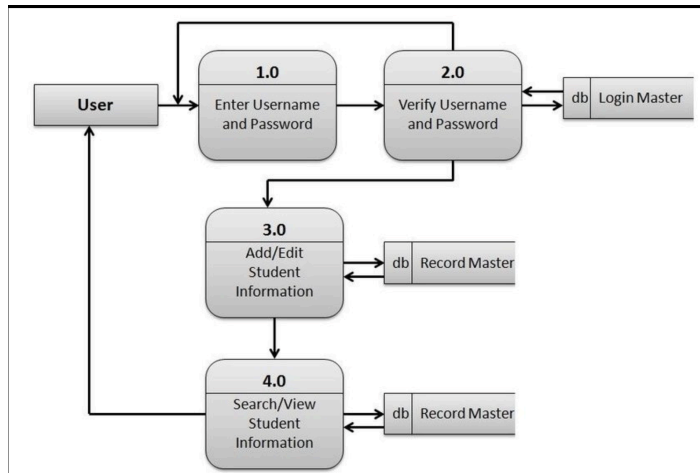 1.0
Enter Username
and Password
2.0
Verify Username
and Password
User
db Login Master
3.0
Add/Edit
Student
Information
db Record Master
4.0
Search/View
Student
Information
db Record Master